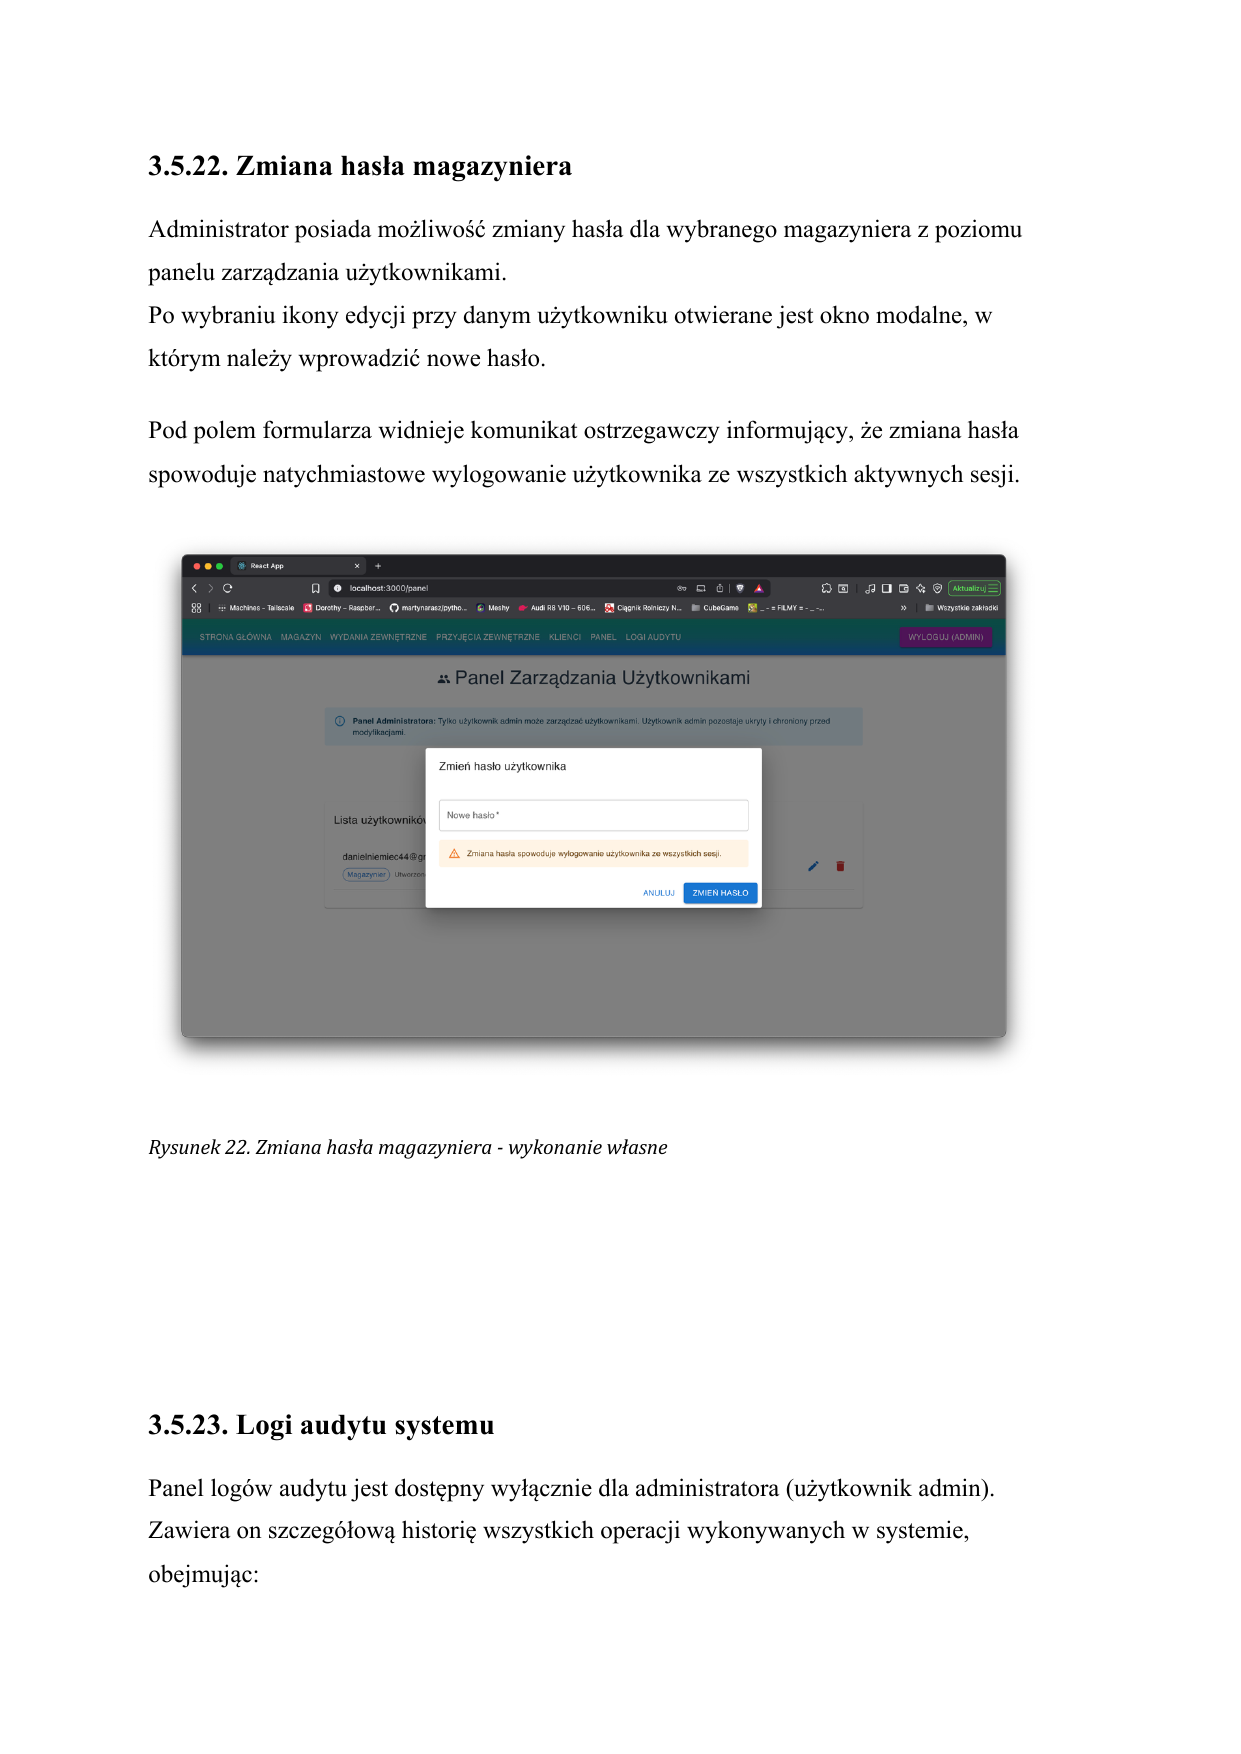 3.5.22. Zmiana hasła magazyniera
Administrator posiada możliwość zmiany hasła dla wybranego magazyniera z poziomu
panelu zarządzania użytkownikami.
Po wybraniu ikony edycji przy danym użytkowniku otwierane jest okno modalne, w
którym należy wprowadzić nowe hasło.
Pod polem formularza widnieje komunikat ostrzegawczy informujący, że zmiana hasła
spowoduje natychmiastowe wylogowanie użytkownika ze wszystkich aktywnych sesji.
React App
localhost:3000/panel
Aktualizuj
Machines – Tailscale Dorothy – Raspber... martynarasz/pytho... Meshy Audi R8 V10 – 606... Ciągnik Rolniczy N... CubeGame _ - = FILMY = - _ -... » Wszystkie zakładki
STRONA GŁÓWNA MAGAZYN WYDANIA ZEWNĘTRZNE PRZYJĘCIA ZEWNĘTRZNE KLIENCI PANEL LOGI AUDYTU WYLOGUJ (ADMIN)
Panel Zarządzania Użytkownikami
Panel Administratora: Tylko użytkownik admin może zarządzać użytkownikami. Użytkownik admin pozostaje ukryty i chroniony przed
modyfikacjami.
Zmień hasło użytkownika
Nowe hasło *
Lista użytkowników
Zmiana hasła spowoduje wylogowanie użytkownika ze wszystkich sesji.
danielniemiec44@gr
Magazynier Utworzon
ANULUJ ZMIEŃ HASŁO
Rysunek 22. Zmiana hasła magazyniera - wykonanie własne
3.5.23. Logi audytu systemu
Panel logów audytu jest dostępny wyłącznie dla administratora (użytkownik admin).
Zawiera on szczegółową historię wszystkich operacji wykonywanych w systemie,
obejmując: